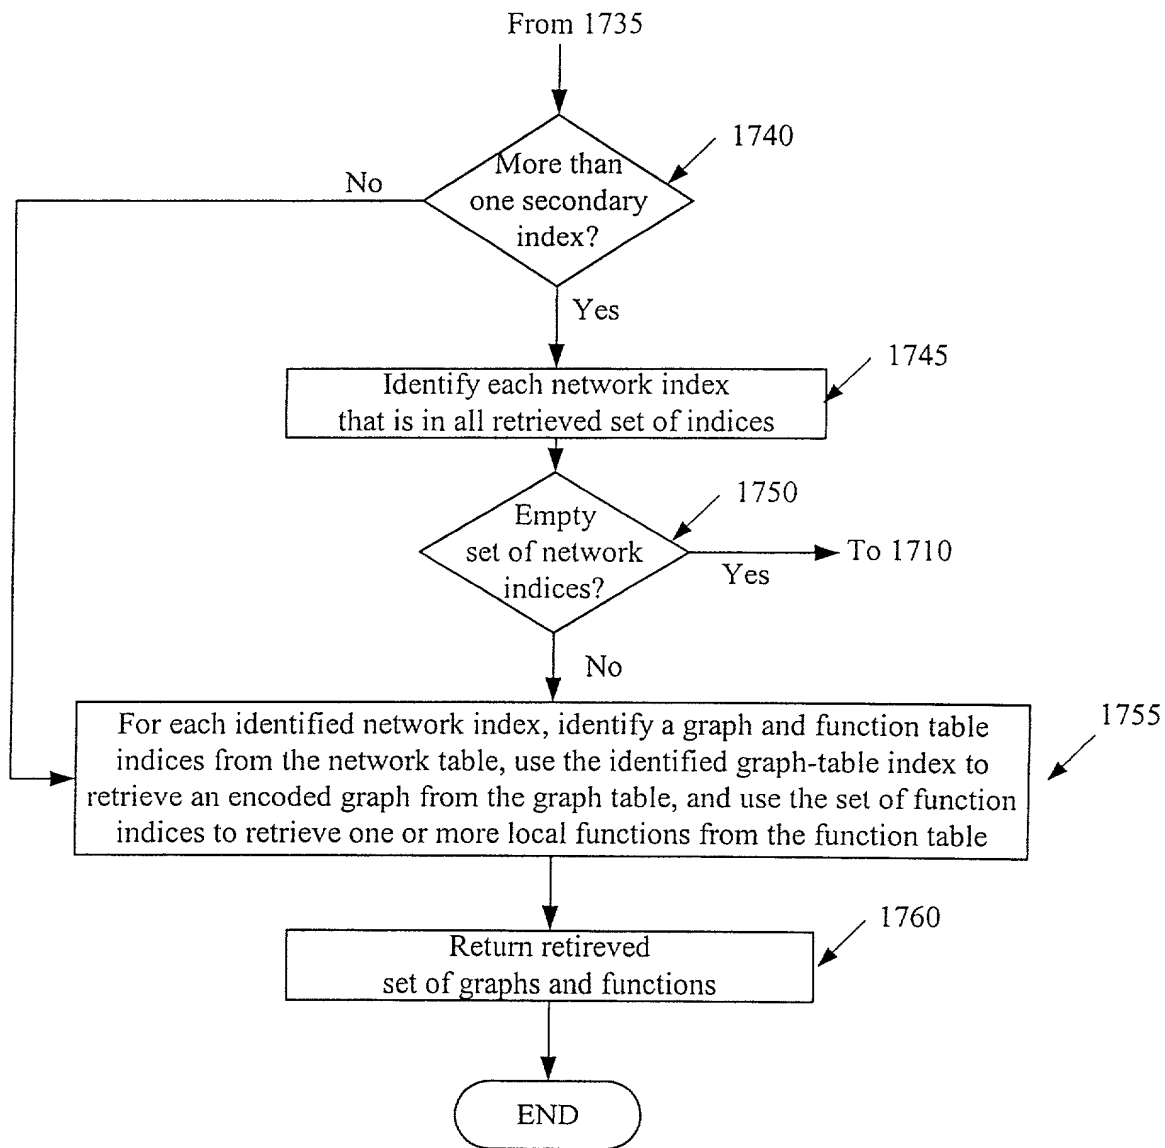 From 1735
1740
More than
one secondary
index?
No
Yes
1745
Identify each network index
that is in all retrieved set of indices
1750
Empty
set of network
indices?
To 1710
Yes
No
1755
For each identified network index, identify a graph and function table
indices from the network table, use the identified graph-table index to
retrieve an encoded graph from the graph table, and use the set of function
indices to retrieve one or more local functions from the function table
1760
Return retireved
set of graphs and functions
END